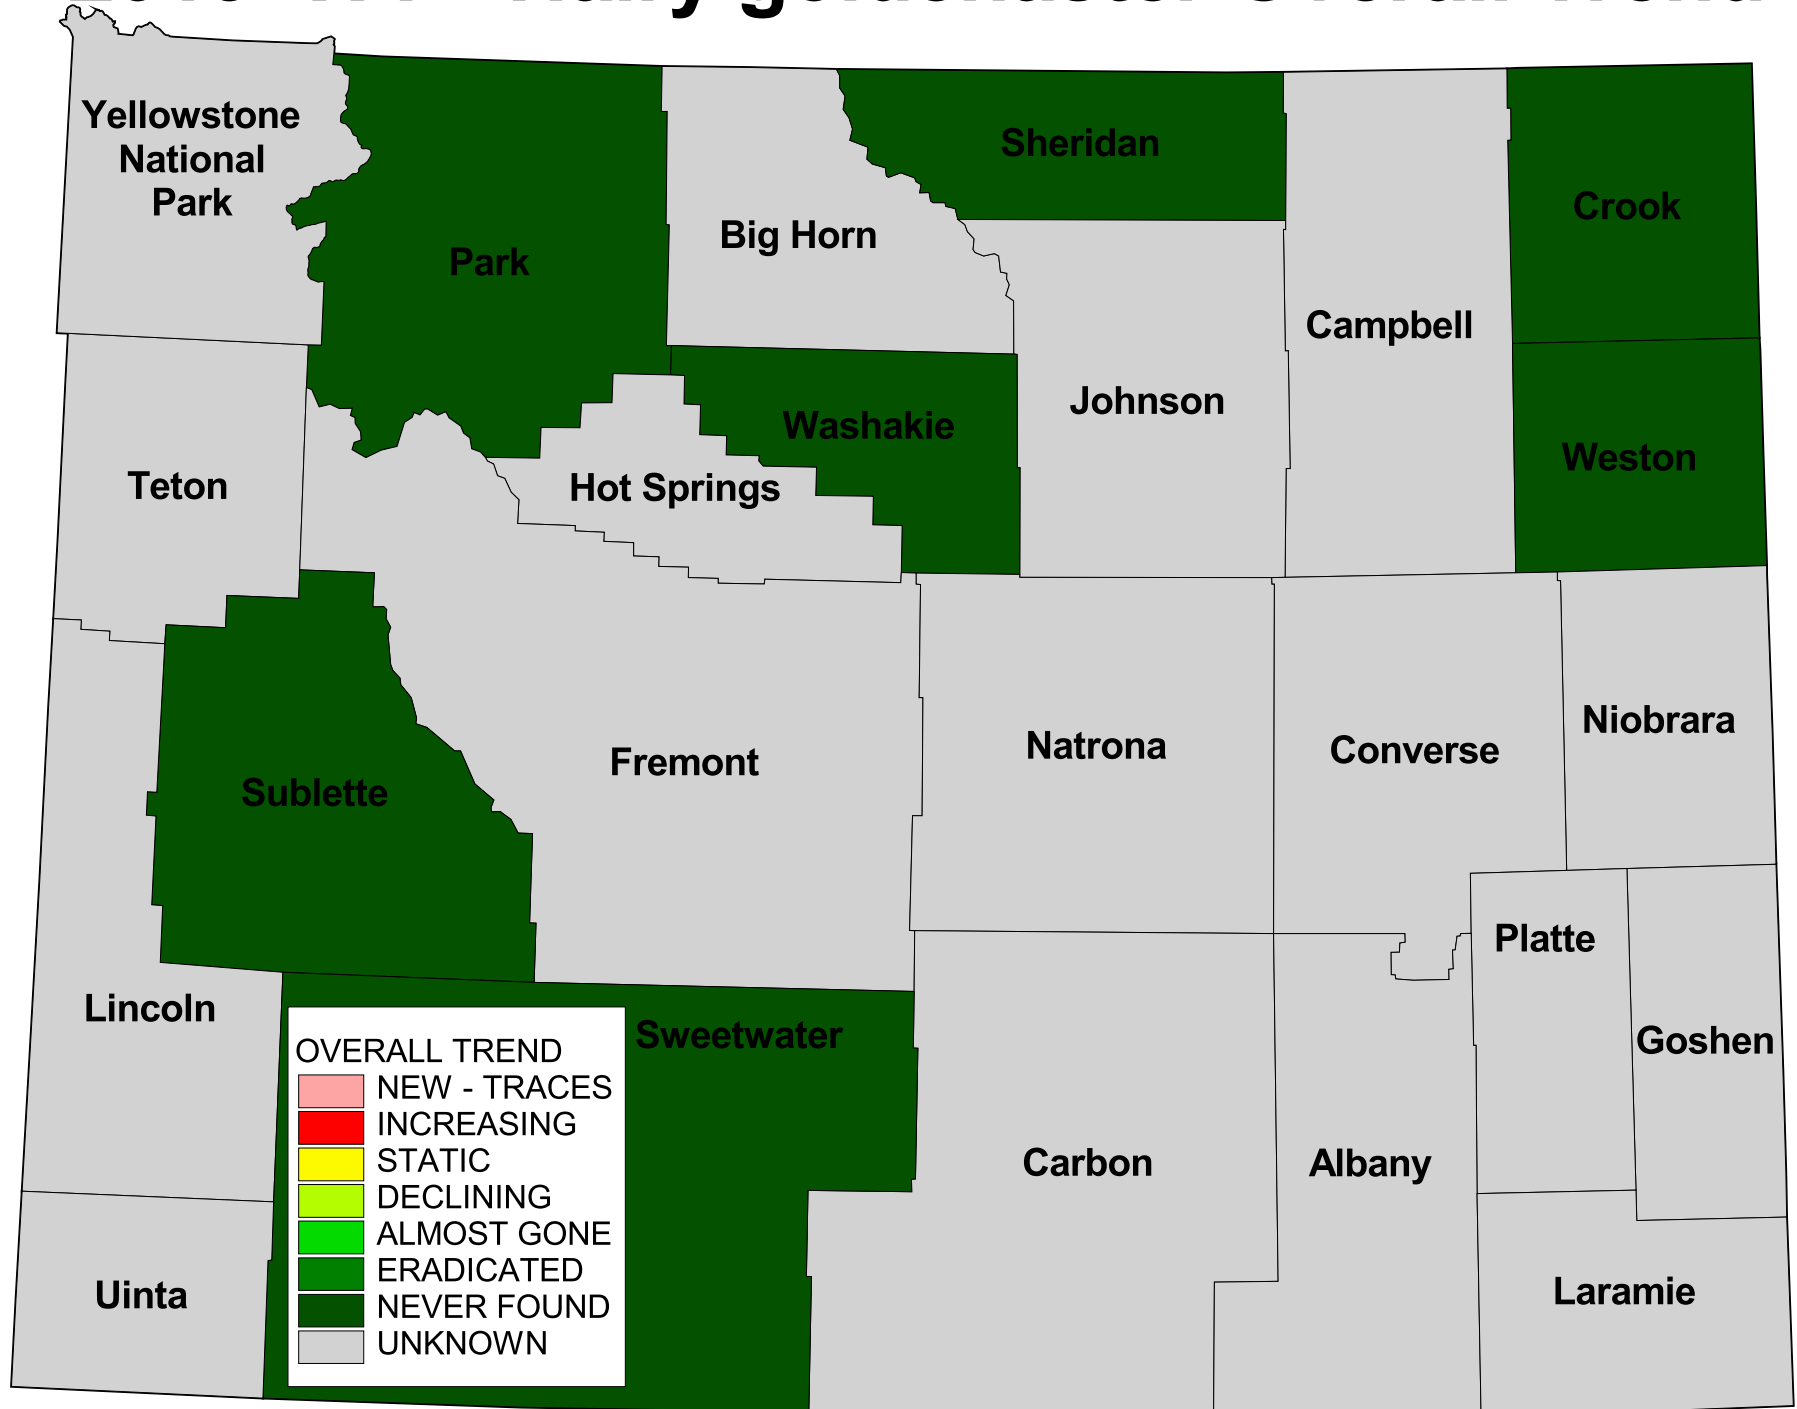 Yellowstone
National
Park
Park
Big Horn
Sheridan
Crook
Campbell
Johnson
Washakie
Weston
Teton
Hot Springs
Fremont
Natrona
Converse
Niobrara
Sublette
Platte
Lincoln
Sweetwater
Goshen
Carbon
Albany
Uinta
Laramie
OVERALL TREND
NEW - TRACES
INCREASING
STATIC
DECLINING
ALMOST GONE
ERADICATED
NEVER FOUND
UNKNOWN